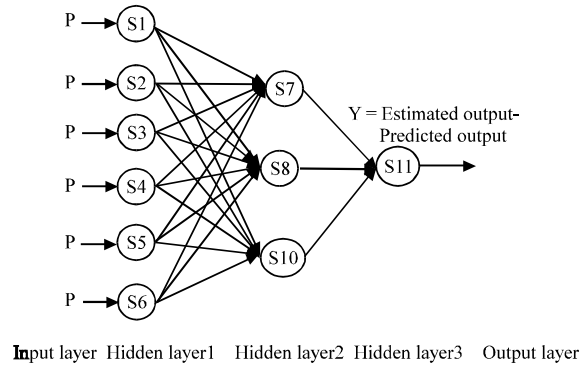 P S1
P S2
P S3
P S4
P S5
P S6
S7
S8
S10
Y = Estimated output-
Predicted output
S11
Input layer Hidden layer1 Hidden layer2 Hidden layer3 Output layer